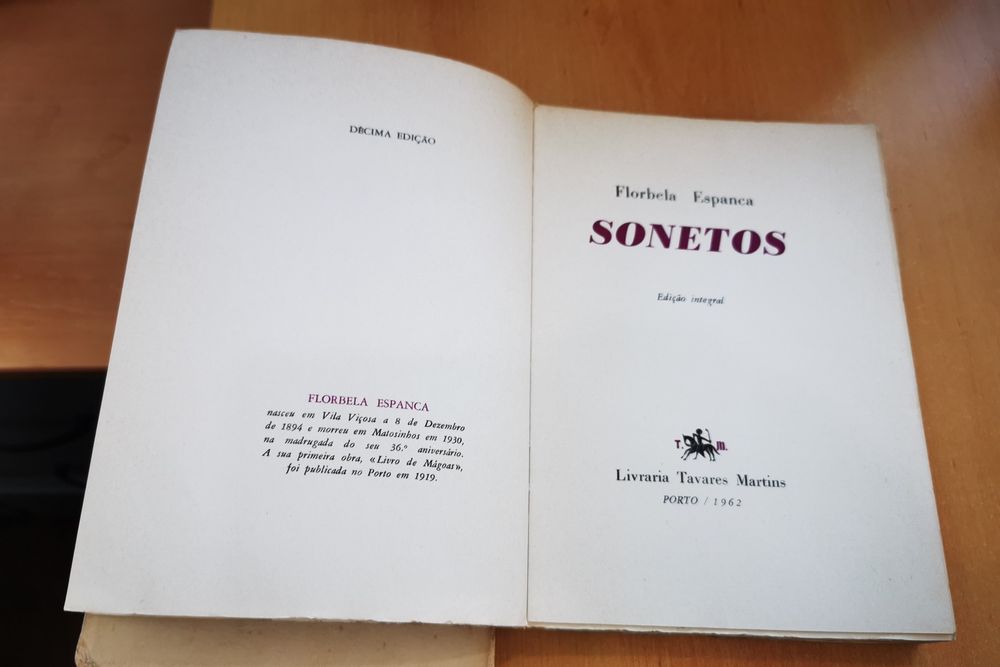 DÉCIMA EDIÇÃO
FLORBELA ESPANCA
nasceu em Vila Viçosa a 8 de Dezembro
de 1894 e morreu em Matosinhos em 1930,
na madrugada do seu 36.º aniversário.
A sua primeira obra, «Livro de Mágoas»,
foi publicada no Porto em 1919.
Florbela Espanca
SONETOS
Edição integral
T. M.
Livraria Tavares Martins
PORTO / 1962